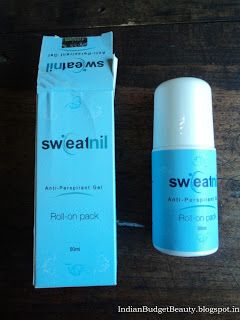 sweatnil
Anti-Perspirant Gel
sweatnil
Anti-Perspirant Gel
Roll-on pack
50ml
sweatnil
Anti-Perspirant Gel
Roll-on pack
50ml
IndianBudgetBeauty.blogspot.in